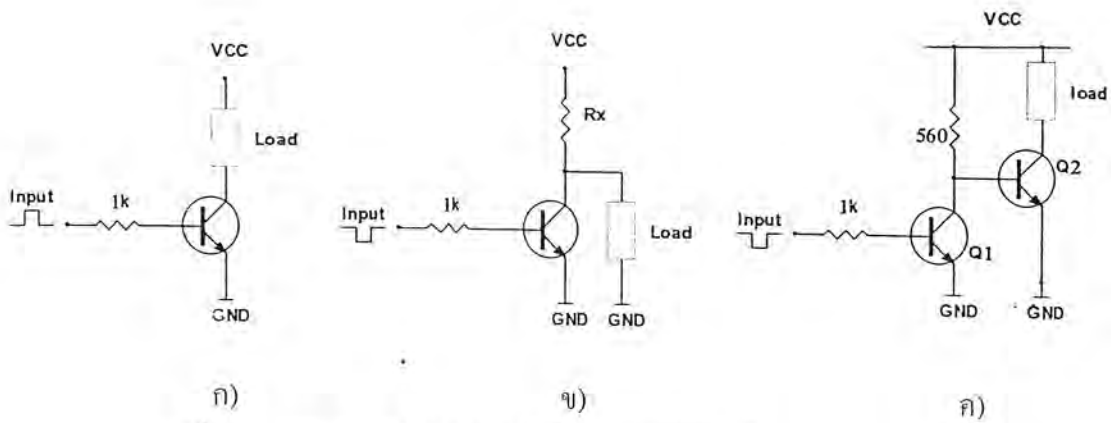 VCC
Load
Input
1k
GND
ก)
VCC
Rx
Input
1k
Load
GND
GND
ข)
VCC
load
560
Q2
Input
1k
Q1
GND
GND
ค)